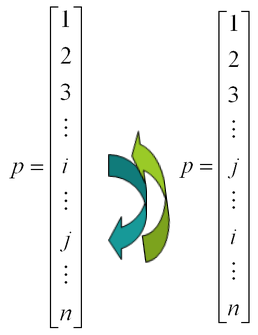 p = [1 2 3 ⋮ i ⋮ j ⋮ n]
p = [1 2 3 ⋮ j ⋮ i ⋮ n]